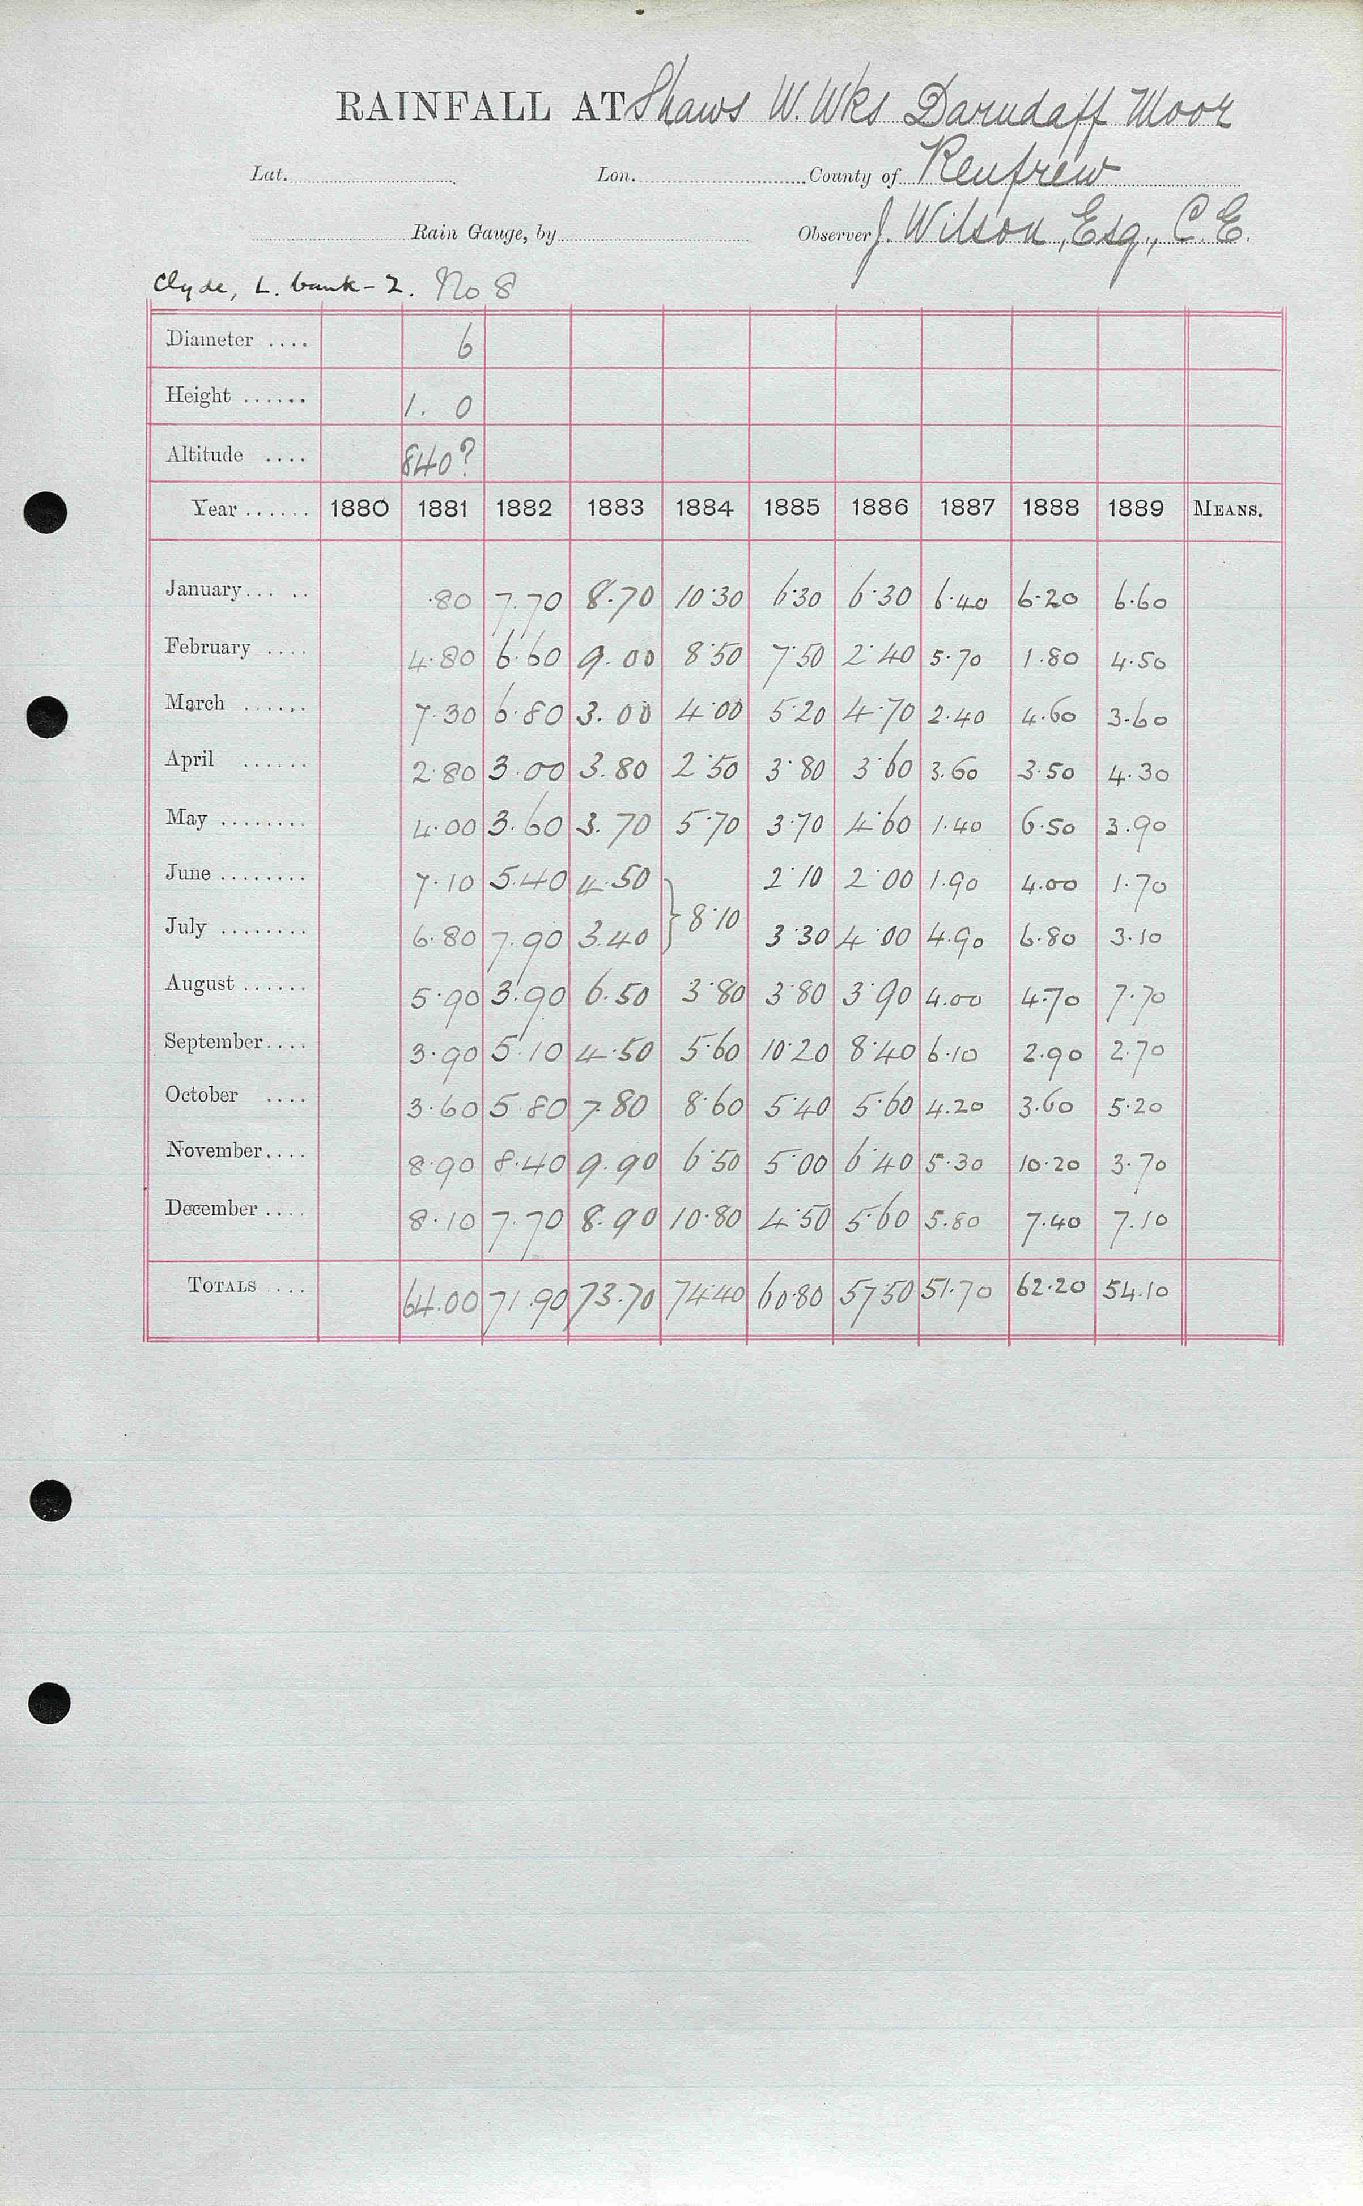 RAINFALL AT Shaws W. Wks Darndaff Moor
Lat. Lon. County of Renfrew
Rain Gauge, by Observer J. Wilson, Esq., C.E.
Clyde, L. bank - 2. No 8
Diameter .... 6
Height ...... 1. 0
Altitude .... 840?
Year ...... 1880 1881 1882 1883 1884 1885 1886 1887 1888 1889 MEANS.
January... .. .80 7.70 8.70 10.30 6.30 6.30 6.40 6.20 6.60
February .... 4.80 6.60 9.00 8.50 7.50 2.40 5.70 1.80 4.50
March ...... 7.30 6.80 3.00 4.00 5.20 4.70 2.40 4.60 3.60
April ...... 2.80 3.00 3.80 2.50 3.80 3.60 3.60 3.50 4.30
May ........ 4.00 3.60 3.70 5.70 3.70 4.60 1.40 6.50 3.90
June ........ 7.10 5.40 4.50 } 8.10 2.10 2.00 1.90 4.00 1.70
July ........ 6.80 7.90 3.40 3.30 4.00 4.90 6.80 3.10
August ...... 5.90 3.90 6.50 3.80 3.80 3.90 4.00 4.70 7.70
September.... 3.90 5.10 4.50 5.60 10.20 8.40 6.10 2.90 2.70
October .... 3.60 5.80 7.80 8.60 5.40 5.60 4.20 3.60 5.20
November.... 8.90 8.40 9.90 6.50 5.00 6.40 5.30 10.20 3.70
December .... 8.10 7.70 8.90 10.80 4.50 5.60 5.80 7.40 7.10
TOTALS .... 64.00 71.90 73.70 74.40 60.80 57.50 51.70 62.20 54.10